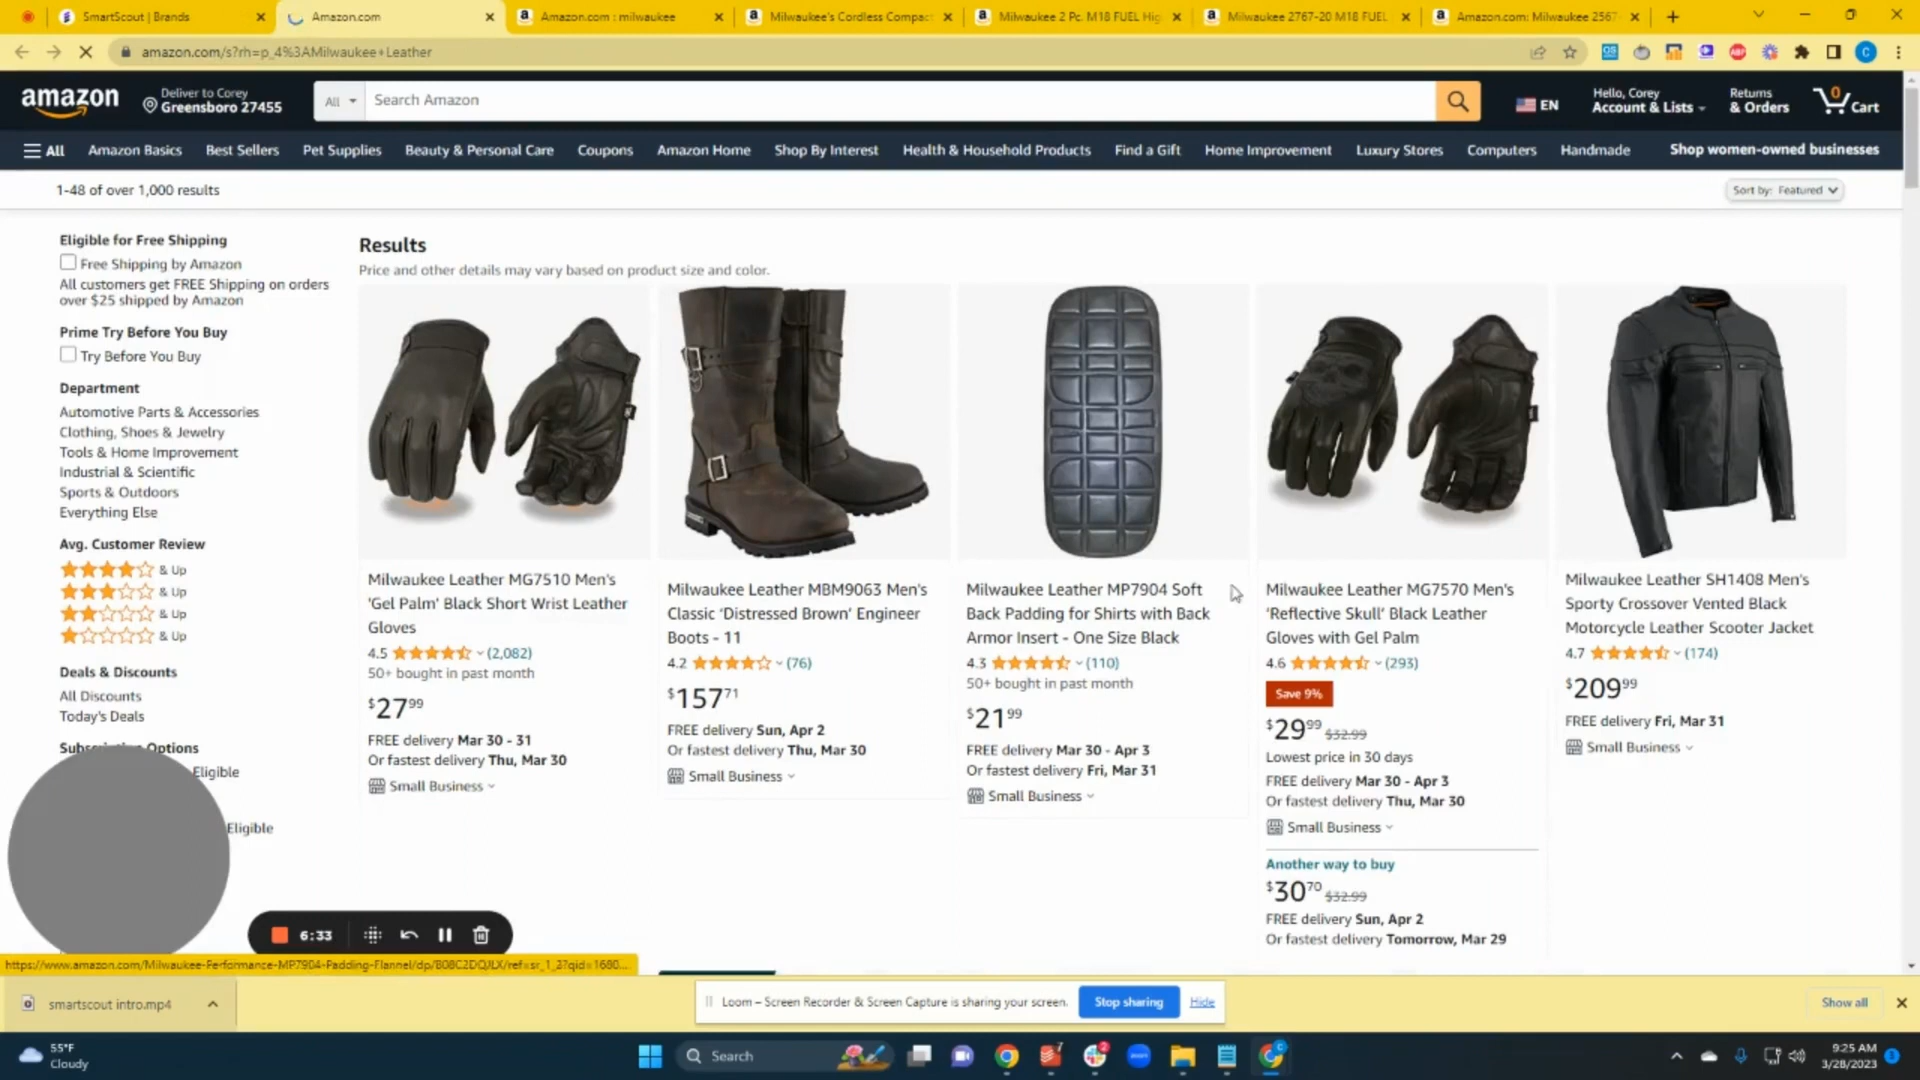 SmartScout | Brands
Amazon.com
Amazon.com : milwaukee
Milwaukee's Cordless Compact
Milwaukee 2 Pc. M18 FUEL Hig
Milwaukee 2767-20 M18 FUEL
Amazon.com: Milwaukee 2567-
amazon.com/s?rh=p_4%3AMilwaukee+Leather
amazon
Deliver to Corey
Greensboro 27455
All
Search Amazon
EN
Hello, Corey
Account & Lists
Returns
& Orders
0
Cart
All
Amazon Basics
Best Sellers
Pet Supplies
Beauty & Personal Care
Coupons
Amazon Home
Shop By Interest
Health & Household Products
Find a Gift
Home Improvement
Luxury Stores
Computers
Handmade
Shop women-owned businesses
1-48 of over 1,000 results
Sort by: Featured
Eligible for Free Shipping
Free Shipping by Amazon
All customers get FREE Shipping on orders
over $25 shipped by Amazon
Prime Try Before You Buy
Try Before You Buy
Department
Automotive Parts & Accessories
Clothing, Shoes & Jewelry
Tools & Home Improvement
Industrial & Scientific
Sports & Outdoors
Everything Else
Avg. Customer Review
& Up
& Up
& Up
& Up
Deals & Discounts
All Discounts
Today's Deals
Subscription Options
Eligible
Eligible
Results
Price and other details may vary based on product size and color.
Milwaukee Leather MG7510 Men's
'Gel Palm' Black Short Wrist Leather
Gloves
4.5 (2,082)
50+ bought in past month
$27.99
FREE delivery Mar 30 - 31
Or fastest delivery Thu, Mar 30
Small Business
Milwaukee Leather MBM9063 Men's
Classic 'Distressed Brown' Engineer
Boots - 11
4.2 (76)
$157.71
FREE delivery Sun, Apr 2
Or fastest delivery Thu, Mar 30
Small Business
Milwaukee Leather MP7904 Soft
Back Padding for Shirts with Back
Armor Insert - One Size Black
4.3 (110)
50+ bought in past month
$21.99
FREE delivery Mar 30 - Apr 3
Or fastest delivery Fri, Mar 31
Small Business
Milwaukee Leather MG7570 Men's
'Reflective Skull' Black Leather
Gloves with Gel Palm
4.6 (293)
Save 9%
$29.99 $32.99
Lowest price in 30 days
FREE delivery Mar 30 - Apr 3
Or fastest delivery Thu, Mar 30
Small Business
Another way to buy
$30.70 $32.99
FREE delivery Sun, Apr 2
Or fastest delivery Tomorrow, Mar 29
Milwaukee Leather SH1408 Men's
Sporty Crossover Vented Black
Motorcycle Leather Scooter Jacket
4.7 (174)
$209.99
FREE delivery Fri, Mar 31
Small Business
6:33
https://www.amazon.com/Milwaukee-Performance-MP7904-Padding-Flannel/dp/B08C2DQJLX/ref=sr_1_3?qid=1680...
smartscout intro.mp4
Loom – Screen Recorder & Screen Capture is sharing your screen.
Stop sharing
Hide
Show all
55°F
Cloudy
Search
9:25 AM
3/28/2023